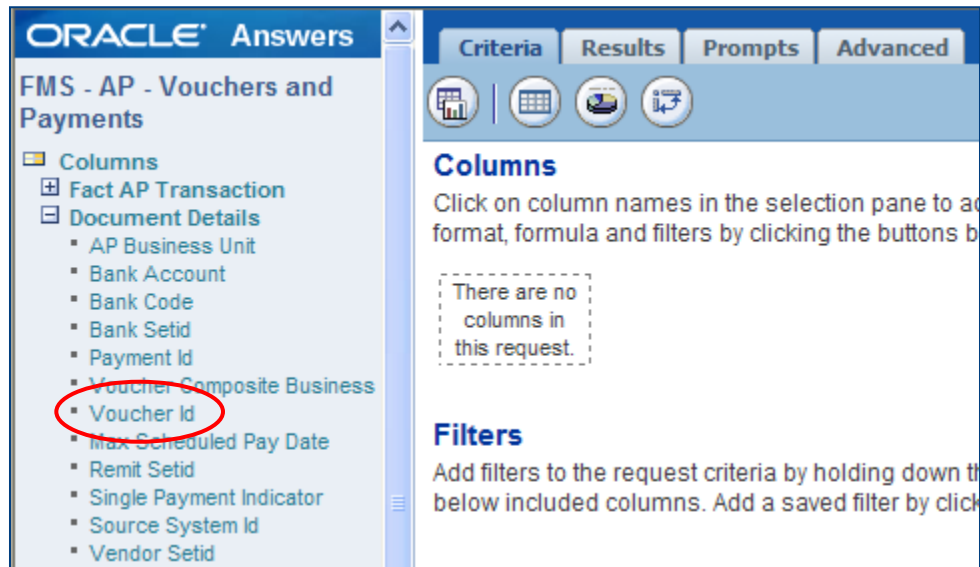 ORACLE Answers
FMS - AP - Vouchers and
Payments
Columns
Fact AP Transaction
Document Details
AP Business Unit
Bank Account
Bank Code
Bank Setid
Payment Id
Voucher Composite Business
Voucher Id
Max Scheduled Pay Date
Remit Setid
Single Payment Indicator
Source System Id
Vendor Setid
Criteria Results Prompts Advanced
Columns
Click on column names in the selection pane to
format, formula and filters by clicking the buttons
There are no
columns in
this request.
Filters
Add filters to the request criteria by holding down
below included columns. Add a saved filter by